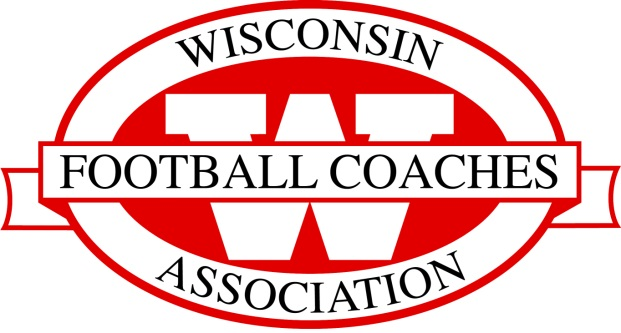 WISCONSIN
W
FOOTBALL COACHES
ASSOCIATION